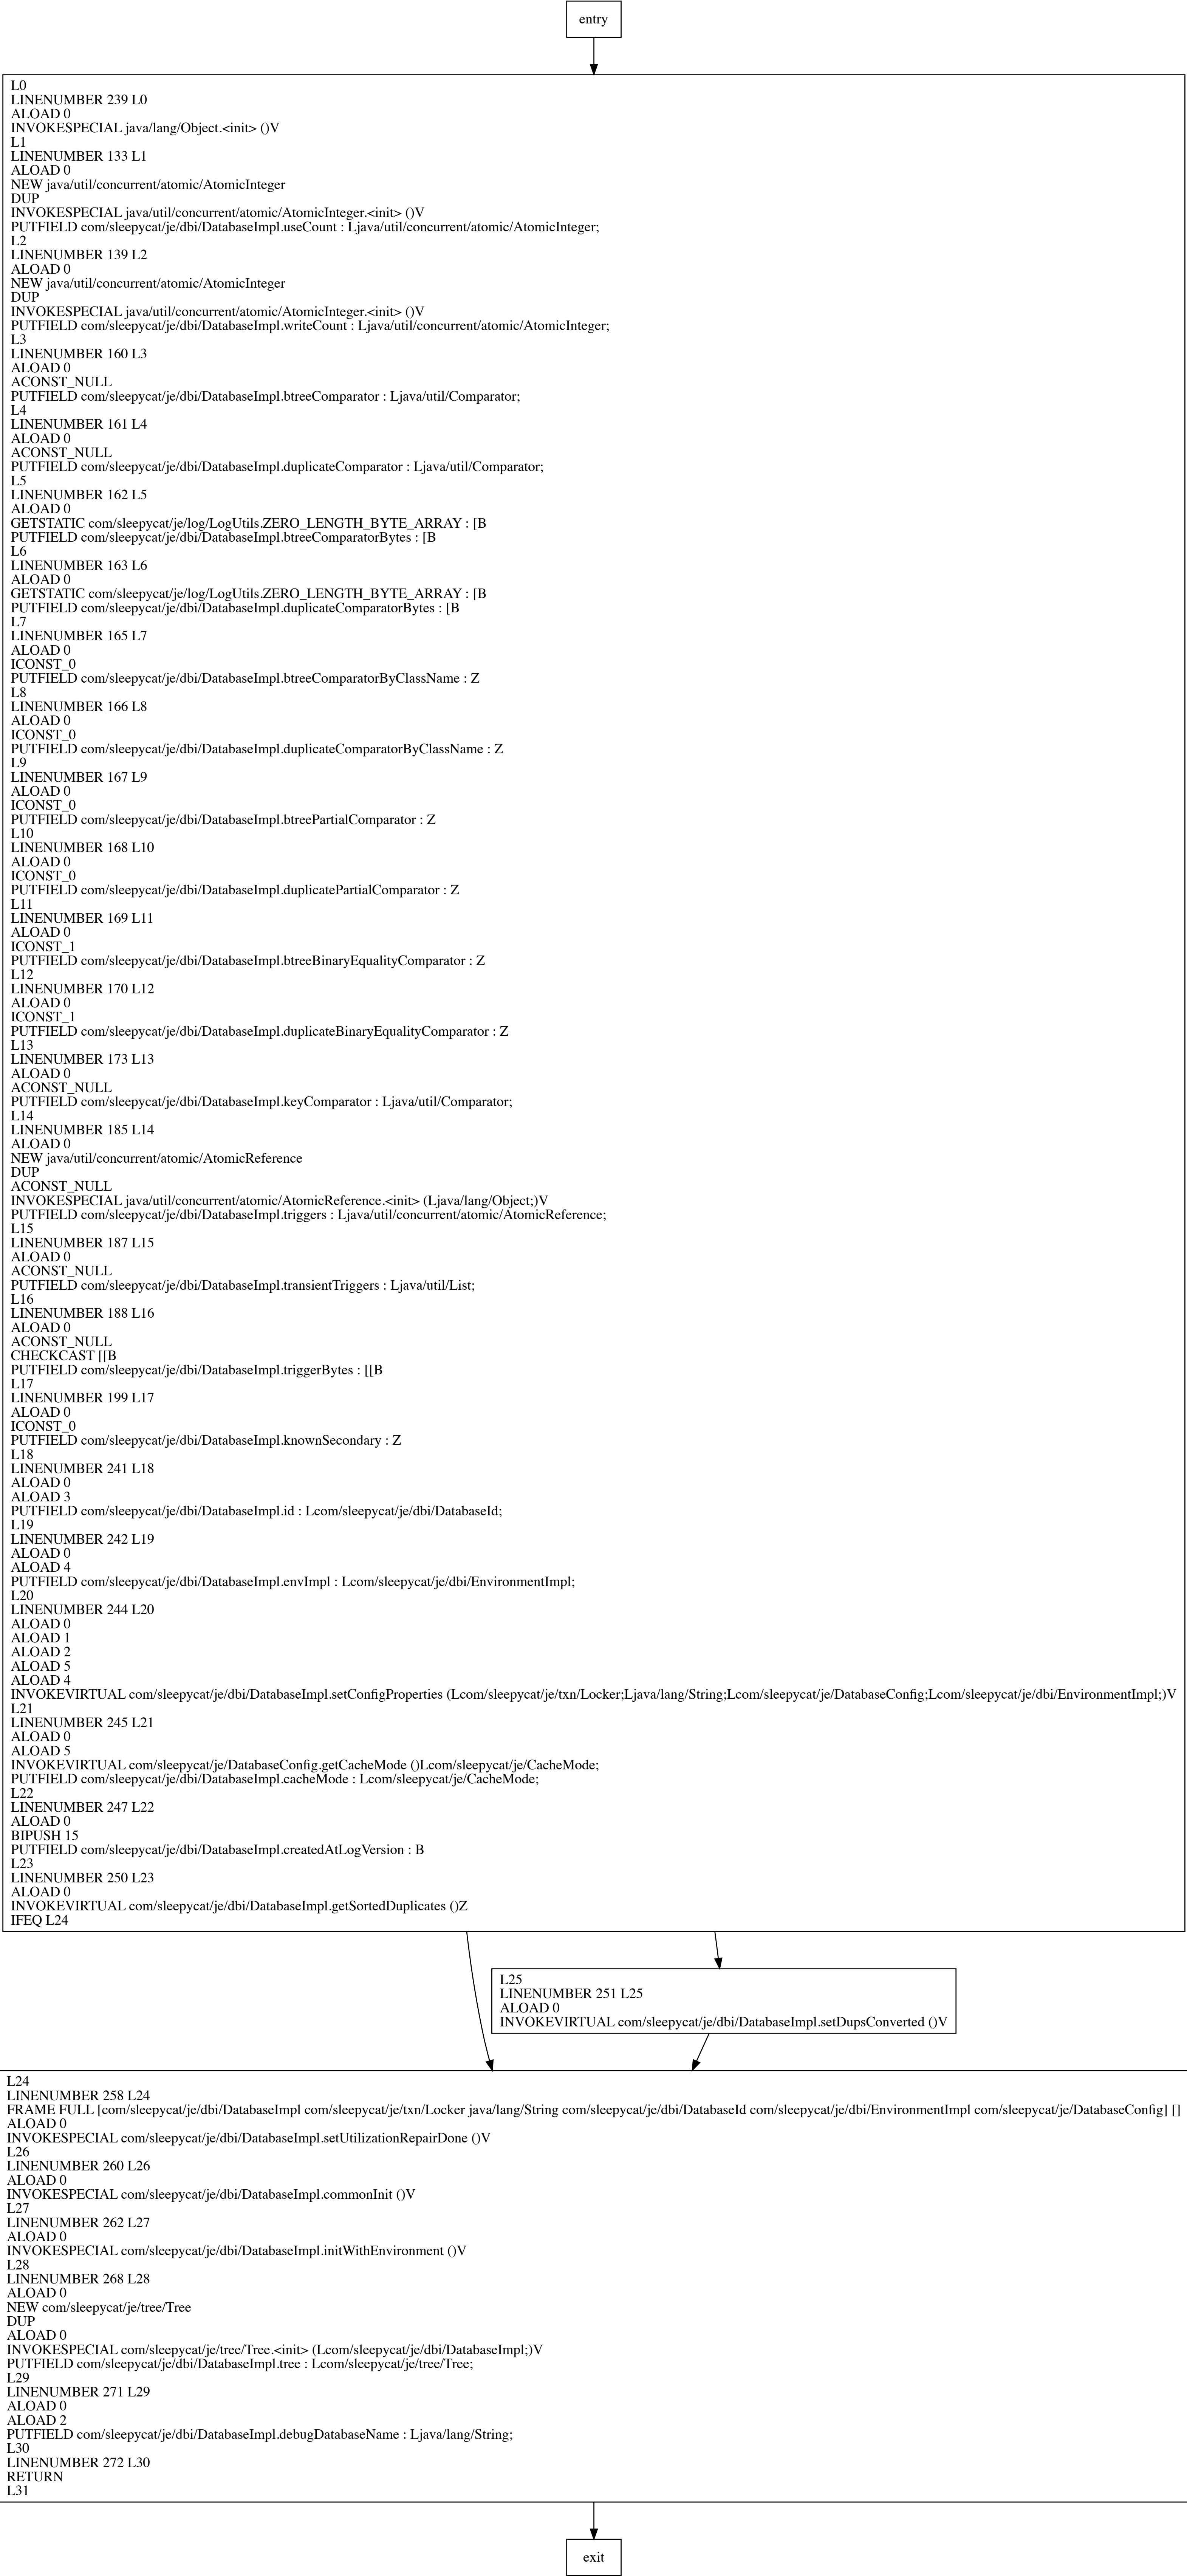 entry
L0
LINENUMBER 239 L0
ALOAD 0
INVOKESPECIAL java/lang/Object.<init> ()V
L1
LINENUMBER 133 L1
ALOAD 0
NEW java/util/concurrent/atomic/AtomicInteger
DUP
INVOKESPECIAL java/util/concurrent/atomic/AtomicInteger.<init> ()V
PUTFIELD com/sleepycat/je/dbi/DatabaseImpl.useCount : Ljava/util/concurrent/atomic/AtomicInteger;
L2
LINENUMBER 139 L2
ALOAD 0
NEW java/util/concurrent/atomic/AtomicInteger
DUP
INVOKESPECIAL java/util/concurrent/atomic/AtomicInteger.<init> ()V
PUTFIELD com/sleepycat/je/dbi/DatabaseImpl.writeCount : Ljava/util/concurrent/atomic/AtomicInteger;
L3
LINENUMBER 160 L3
ALOAD 0
ACONST_NULL
PUTFIELD com/sleepycat/je/dbi/DatabaseImpl.btreeComparator : Ljava/util/Comparator;
L4
LINENUMBER 161 L4
ALOAD 0
ACONST_NULL
PUTFIELD com/sleepycat/je/dbi/DatabaseImpl.duplicateComparator : Ljava/util/Comparator;
L5
LINENUMBER 162 L5
ALOAD 0
GETSTATIC com/sleepycat/je/log/LogUtils.ZERO_LENGTH_BYTE_ARRAY : [B
PUTFIELD com/sleepycat/je/dbi/DatabaseImpl.btreeComparatorBytes : [B
L6
LINENUMBER 163 L6
ALOAD 0
GETSTATIC com/sleepycat/je/log/LogUtils.ZERO_LENGTH_BYTE_ARRAY : [B
PUTFIELD com/sleepycat/je/dbi/DatabaseImpl.duplicateComparatorBytes : [B
L7
LINENUMBER 165 L7
ALOAD 0
ICONST_0
PUTFIELD com/sleepycat/je/dbi/DatabaseImpl.btreeComparatorByClassName : Z
L8
LINENUMBER 166 L8
ALOAD 0
ICONST_0
PUTFIELD com/sleepycat/je/dbi/DatabaseImpl.duplicateComparatorByClassName : Z
L9
LINENUMBER 167 L9
ALOAD 0
ICONST_0
PUTFIELD com/sleepycat/je/dbi/DatabaseImpl.btreePartialComparator : Z
L10
LINENUMBER 168 L10
ALOAD 0
ICONST_0
PUTFIELD com/sleepycat/je/dbi/DatabaseImpl.duplicatePartialComparator : Z
L11
LINENUMBER 169 L11
ALOAD 0
ICONST_1
PUTFIELD com/sleepycat/je/dbi/DatabaseImpl.btreeBinaryEqualityComparator : Z
L12
LINENUMBER 170 L12
ALOAD 0
ICONST_1
PUTFIELD com/sleepycat/je/dbi/DatabaseImpl.duplicateBinaryEqualityComparator : Z
L13
LINENUMBER 173 L13
ALOAD 0
ACONST_NULL
PUTFIELD com/sleepycat/je/dbi/DatabaseImpl.keyComparator : Ljava/util/Comparator;
L14
LINENUMBER 185 L14
ALOAD 0
NEW java/util/concurrent/atomic/AtomicReference
DUP
ACONST_NULL
INVOKESPECIAL java/util/concurrent/atomic/AtomicReference.<init> (Ljava/lang/Object;)V
PUTFIELD com/sleepycat/je/dbi/DatabaseImpl.triggers : Ljava/util/concurrent/atomic/AtomicReference;
L15
LINENUMBER 187 L15
ALOAD 0
ACONST_NULL
PUTFIELD com/sleepycat/je/dbi/DatabaseImpl.transientTriggers : Ljava/util/List;
L16
LINENUMBER 188 L16
ALOAD 0
ACONST_NULL
CHECKCAST [[B
PUTFIELD com/sleepycat/je/dbi/DatabaseImpl.triggerBytes : [[B
L17
LINENUMBER 199 L17
ALOAD 0
ICONST_0
PUTFIELD com/sleepycat/je/dbi/DatabaseImpl.knownSecondary : Z
L18
LINENUMBER 241 L18
ALOAD 0
ALOAD 3
PUTFIELD com/sleepycat/je/dbi/DatabaseImpl.id : Lcom/sleepycat/je/dbi/DatabaseId;
L19
LINENUMBER 242 L19
ALOAD 0
ALOAD 4
PUTFIELD com/sleepycat/je/dbi/DatabaseImpl.envImpl : Lcom/sleepycat/je/dbi/EnvironmentImpl;
L20
LINENUMBER 244 L20
ALOAD 0
ALOAD 1
ALOAD 2
ALOAD 5
ALOAD 4
INVOKEVIRTUAL com/sleepycat/je/dbi/DatabaseImpl.setConfigProperties (Lcom/sleepycat/je/txn/Locker;Ljava/lang/String;Lcom/sleepycat/je/DatabaseConfig;Lcom/sleepycat/je/dbi/EnvironmentImpl;)V
L21
LINENUMBER 245 L21
ALOAD 0
ALOAD 5
INVOKEVIRTUAL com/sleepycat/je/DatabaseConfig.getCacheMode ()Lcom/sleepycat/je/CacheMode;
PUTFIELD com/sleepycat/je/dbi/DatabaseImpl.cacheMode : Lcom/sleepycat/je/CacheMode;
L22
LINENUMBER 247 L22
ALOAD 0
BIPUSH 15
PUTFIELD com/sleepycat/je/dbi/DatabaseImpl.createdAtLogVersion : B
L23
LINENUMBER 250 L23
ALOAD 0
INVOKEVIRTUAL com/sleepycat/je/dbi/DatabaseImpl.getSortedDuplicates ()Z
IFEQ L24
L25
LINENUMBER 251 L25
ALOAD 0
INVOKEVIRTUAL com/sleepycat/je/dbi/DatabaseImpl.setDupsConverted ()V
L24
LINENUMBER 258 L24
FRAME FULL [com/sleepycat/je/dbi/DatabaseImpl com/sleepycat/je/txn/Locker java/lang/String com/sleepycat/je/dbi/DatabaseId com/sleepycat/je/dbi/EnvironmentImpl com/sleepycat/je/DatabaseConfig] []
ALOAD 0
INVOKESPECIAL com/sleepycat/je/dbi/DatabaseImpl.setUtilizationRepairDone ()V
L26
LINENUMBER 260 L26
ALOAD 0
INVOKESPECIAL com/sleepycat/je/dbi/DatabaseImpl.commonInit ()V
L27
LINENUMBER 262 L27
ALOAD 0
INVOKESPECIAL com/sleepycat/je/dbi/DatabaseImpl.initWithEnvironment ()V
L28
LINENUMBER 268 L28
ALOAD 0
NEW com/sleepycat/je/tree/Tree
DUP
ALOAD 0
INVOKESPECIAL com/sleepycat/je/tree/Tree.<init> (Lcom/sleepycat/je/dbi/DatabaseImpl;)V
PUTFIELD com/sleepycat/je/dbi/DatabaseImpl.tree : Lcom/sleepycat/je/tree/Tree;
L29
LINENUMBER 271 L29
ALOAD 0
ALOAD 2
PUTFIELD com/sleepycat/je/dbi/DatabaseImpl.debugDatabaseName : Ljava/lang/String;
L30
LINENUMBER 272 L30
RETURN
L31
exit